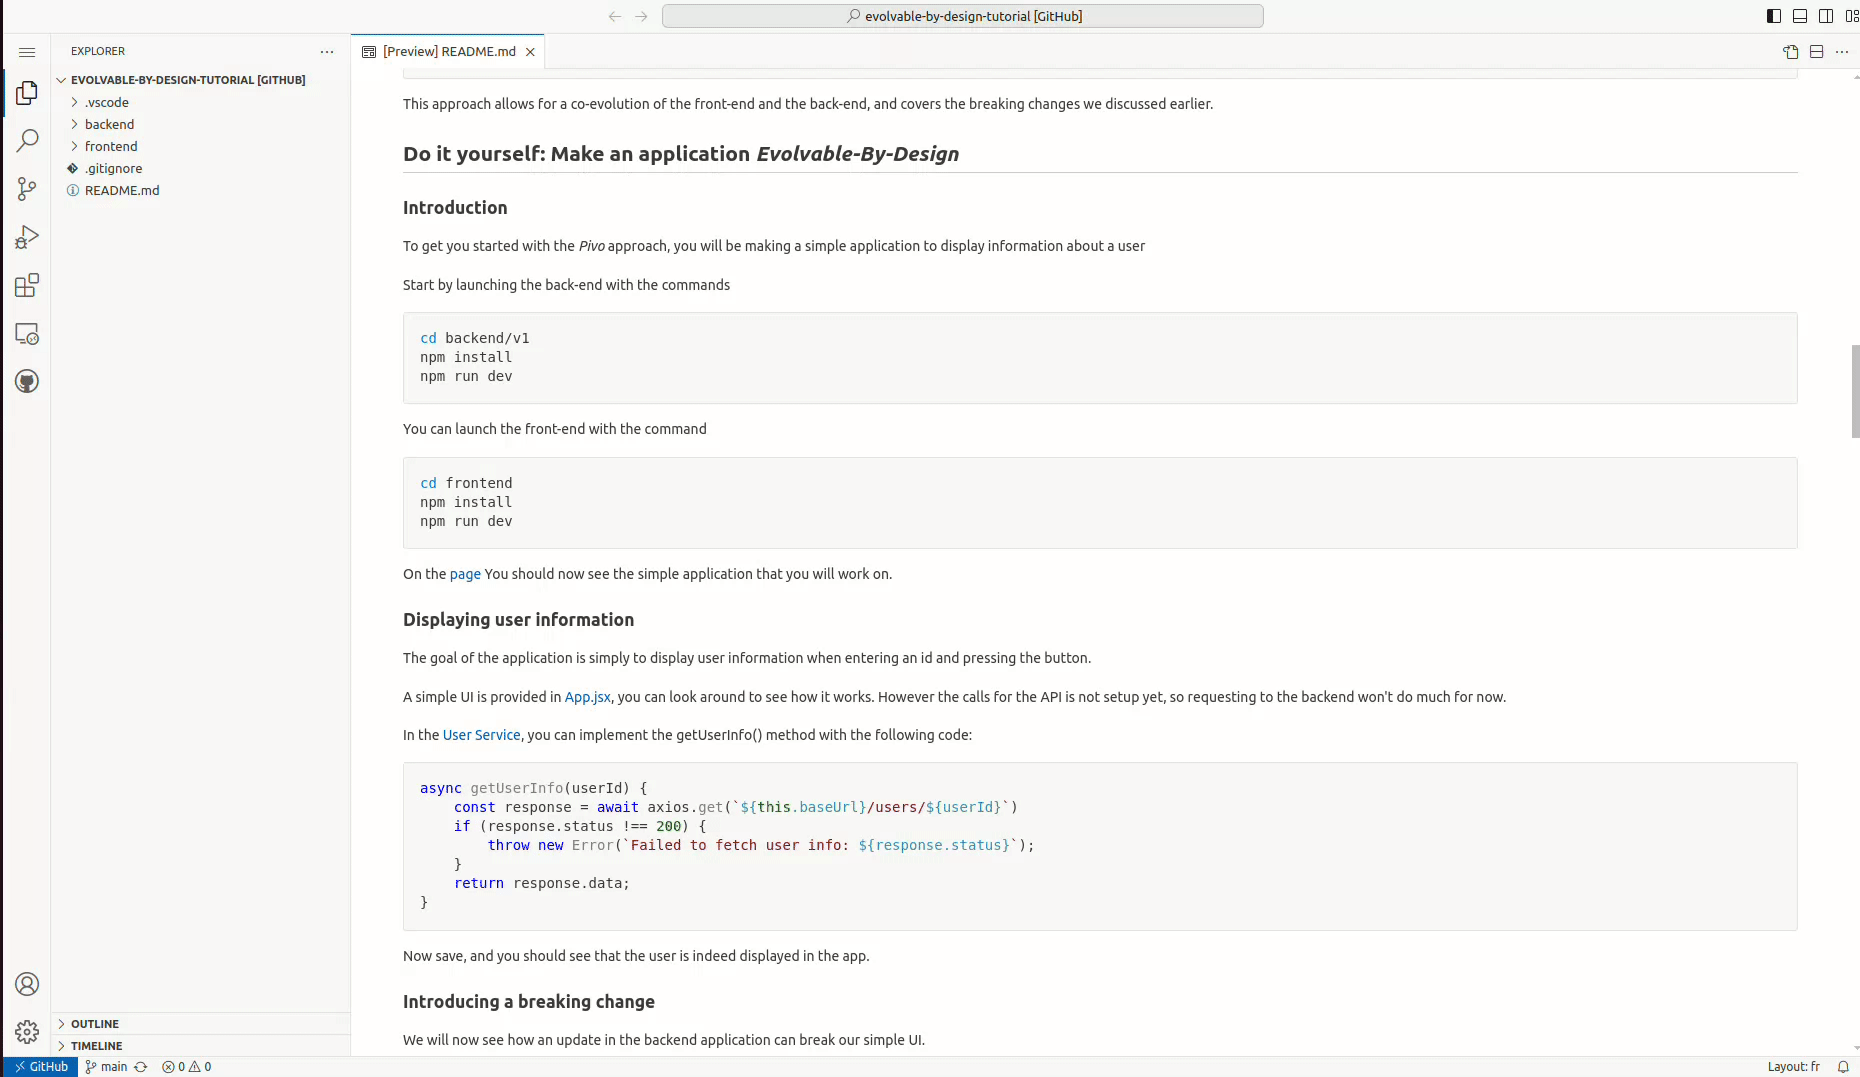 evolvable-by-design-tutorial [GitHub]
EXPLORER
[Preview] README.md
EVOLVABLE-BY-DESIGN-TUTORIAL [GITHUB]
.vscode
backend
frontend
.gitignore
README.md
This approach allows for a co-evolution of the front-end and the back-end, and covers the breaking changes we discussed earlier.
Do it yourself: Make an application Evolvable-By-Design
Introduction
To get you started with the Pivo approach, you will be making a simple application to display information about a user
Start by launching the back-end with the commands
cd backend/v1
npm install
npm run dev
You can launch the front-end with the command
cd frontend
npm install
npm run dev
On the page You should now see the simple application that you will work on.
Displaying user information
The goal of the application is simply to display user information when entering an id and pressing the button.
A simple UI is provided in App.jsx, you can look around to see how it works. However the calls for the API is not setup yet, so requesting to the backend won't do much for now.
In the User Service, you can implement the getUserInfo() method with the following code:
async getUserInfo(userId) {
    const response = await axios.get(`${this.baseUrl}/users/${userId}`)
    if (response.status !== 200) {
        throw new Error(`Failed to fetch user info: ${response.status}`);
    }
    return response.data;
}
Now save, and you should see that the user is indeed displayed in the app.
Introducing a breaking change
We will now see how an update in the backend application can break our simple UI.
OUTLINE
TIMELINE
GitHub main 0 0 Layout: fr